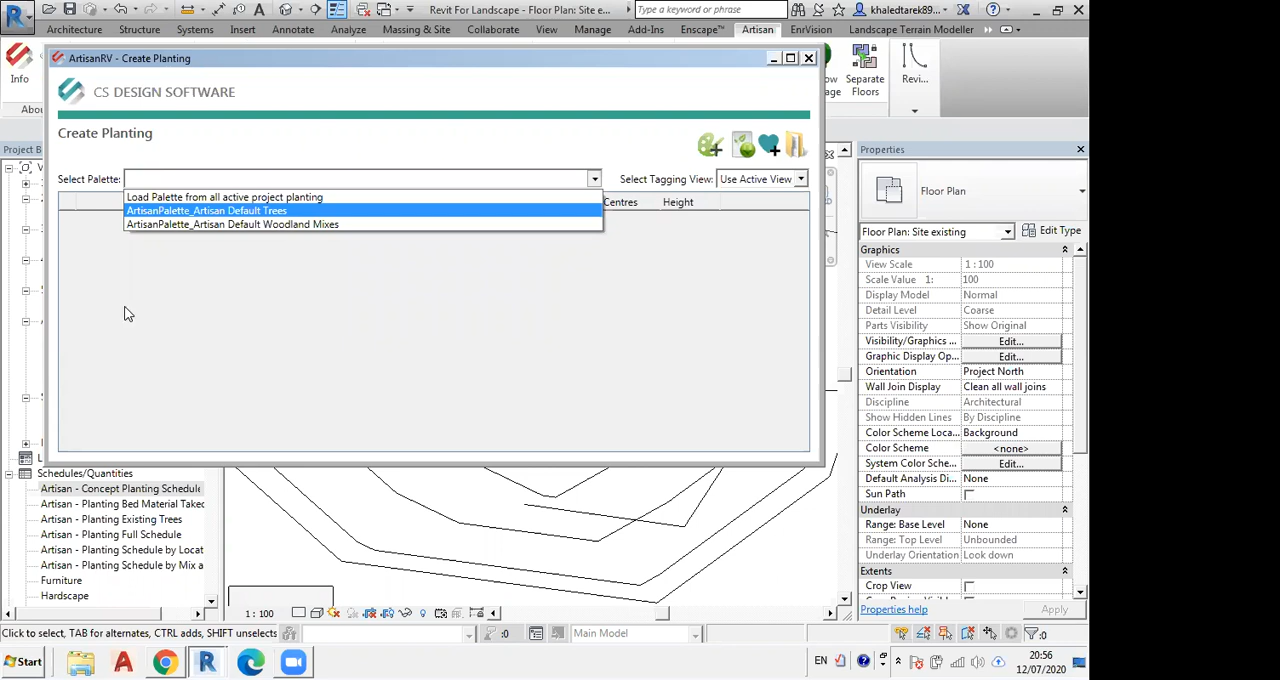 Revit For Landscape - Floor Plan: Site e...
Type a keyword or phrase
khaledtarek89...
Architecture Structure Systems Insert Annotate Analyze Massing & Site Collaborate View Manage Add-Ins Enscape™ Artisan EnrVision Landscape Terrain Modeller
Info
Separate
Floors
Revi...
ArtisanRV - Create Planting
CS DESIGN SOFTWARE
Create Planting
Select Palette:
Select Tagging View: Use Active View
Load Palette from all active project planting
ArtisanPalette_Artisan Default Trees
ArtisanPalette_Artisan Default Woodland Mixes
Centres Height
Project B
Schedules/Quantities
Artisan - Concept Planting Schedule
Artisan - Planting Bed Material Takeo
Artisan - Planting Existing Trees
Artisan - Planting Full Schedule
Artisan - Planting Schedule by Locat
Artisan - Planting Schedule by Mix a
Furniture
Hardscape
1 : 100
Properties
Floor Plan
Floor Plan: Site existing Edit Type
Graphics
View Scale 1 : 100
Scale Value 1: 100
Display Model Normal
Detail Level Coarse
Parts Visibility Show Original
Visibility/Graphics ... Edit...
Graphic Display Op... Edit...
Orientation Project North
Wall Join Display Clean all wall joins
Discipline Architectural
Show Hidden Lines By Discipline
Color Scheme Loca... Background
Color Scheme <none>
System Color Sche... Edit...
Default Analysis Di... None
Sun Path
Underlay
Range: Base Level None
Range: Top Level Unbounded
Underlay Orientation Look down
Extents
Crop View
Properties help Apply
Click to select, TAB for alternates, CTRL adds, SHIFT unselects
:0 Main Model :0
Start
EN 20:56
12/07/2020